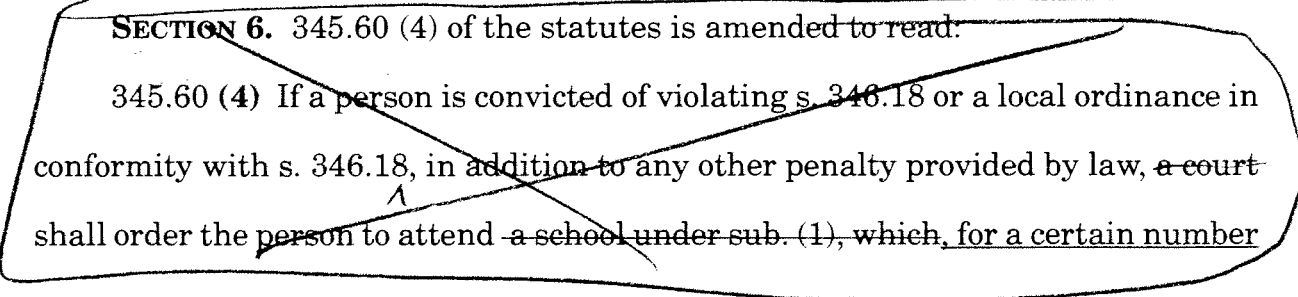 SECTION 6. 345.60 (4) of the statutes is amended to read:
345.60 (4) If a person is convicted of violating s. 346.18 or a local ordinance in
conformity with s. 346.18, in addition to any other penalty provided by law, a court
shall order the person to attend a school under sub. (1), which, for a certain number